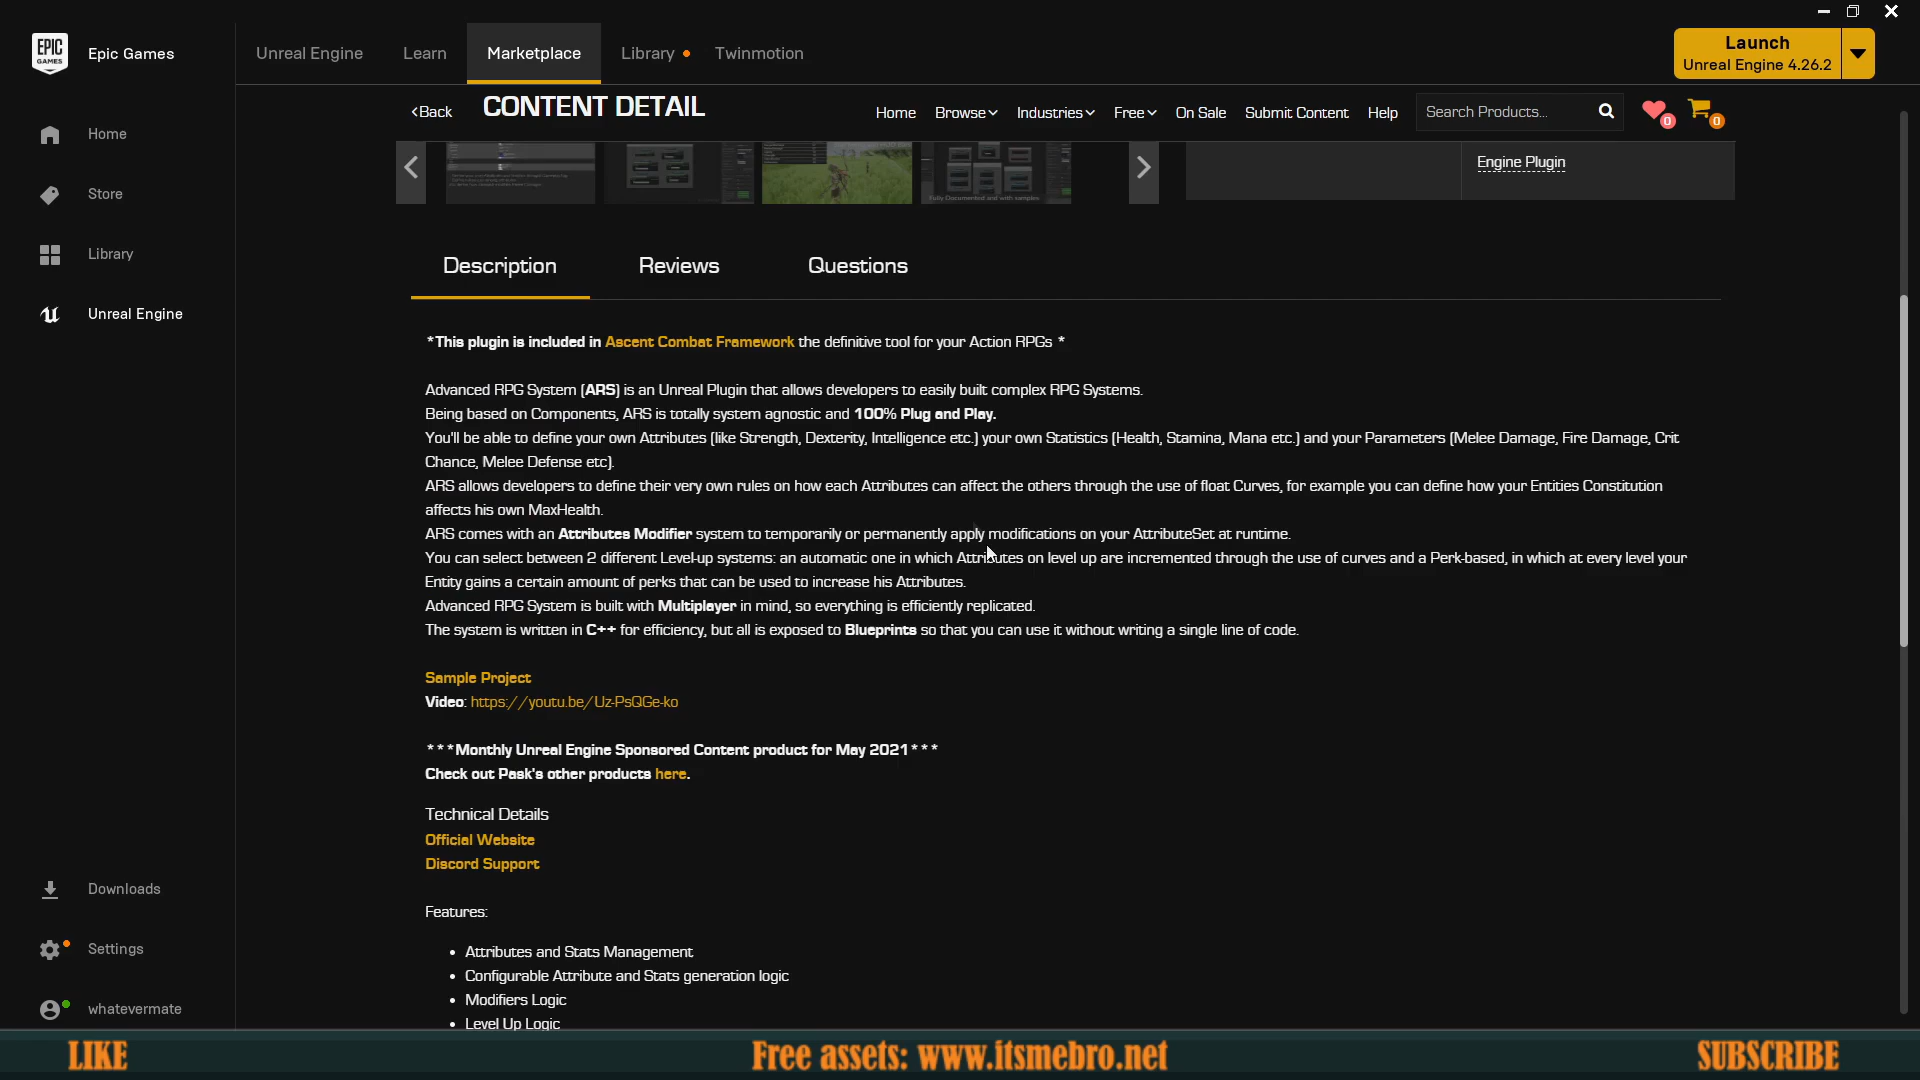 EPIC GAMES
Epic Games
Unreal Engine
Learn
Marketplace
Library
Twinmotion
Launch
Unreal Engine 4.26.2
Home
Store
Library
Unreal Engine
Downloads
Settings
whatevermate
<Back
CONTENT DETAIL
Home
Browse
Industries
Free
On Sale
Submit Content
Help
Search Products...
0
0
Fully Documented and with samples
Engine Plugin
Description
Reviews
Questions
*This plugin is included in Ascent Combat Framework the definitive tool for your Action RPGs *
Advanced RPG System (ARS) is an Unreal Plugin that allows developers to easily built complex RPG Systems.
Being based on Components, ARS is totally system agnostic and 100% Plug and Play.
You'll be able to define your own Attributes (like Strength, Dexterity, Intelligence etc.) your own Statistics (Health, Stamina, Mana etc.) and your Parameters (Melee Damage, Fire Damage, Crit
Chance, Melee Defense etc).
ARS allows developers to define their very own rules on how each Attributes can affect the others through the use of float Curves, for example you can define how your Entities Constitution
affects his own MaxHealth.
ARS comes with an Attributes Modifier system to temporarily or permanently apply modifications on your AttributeSet at runtime.
You can select between 2 different Level-up systems: an automatic one in which Attributes on level up are incremented through the use of curves and a Perk-based, in which at every level your
Entity gains a certain amount of perks that can be used to increase his Attributes.
Advanced RPG System is built with Multiplayer in mind, so everything is efficiently replicated.
The system is written in C++ for efficiency, but all is exposed to Blueprints so that you can use it without writing a single line of code.
Sample Project
Video: https://youtu.be/Uz-PsQGe-ko
***Monthly Unreal Engine Sponsored Content product for May 2021***
Check out Pask's other products here.
Technical Details
Official Website
Discord Support
Features:
• Attributes and Stats Management
• Configurable Attribute and Stats generation logic
• Modifiers Logic
• Level Up Logic
LIKE
Free assets: www.itsmebro.net
SUBSCRIBE